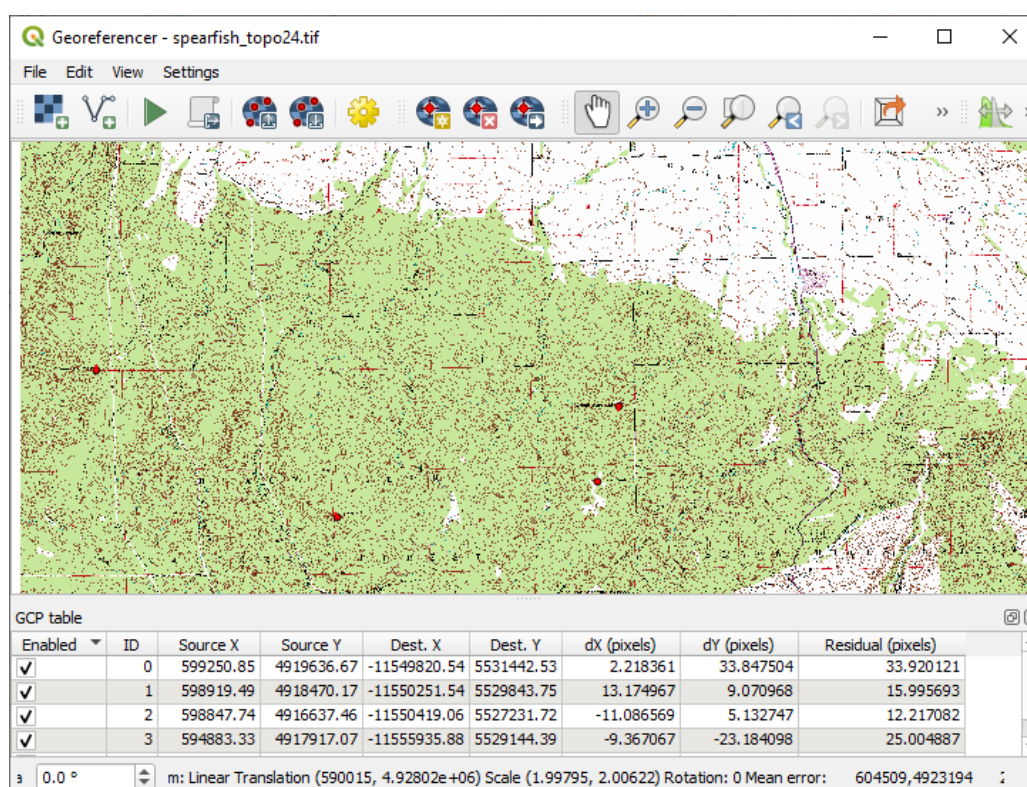 Georeferencer - spearfish_topo24.tif
File Edit View Settings
»
GCP table
Enabled ID Source X Source Y Dest. X Dest. Y dX (pixels) dY (pixels) Residual (pixels)
0 599250.85 4919636.67 -11549820.54 5531442.53 2.218361 33.847504 33.920121
1 598919.49 4918470.17 -11550251.54 5529843.75 13.174967 9.070968 15.995693
2 598847.74 4916637.46 -11550419.06 5527231.72 -11.086569 5.132747 12.217082
3 594883.33 4917917.07 -11555935.88 5529144.39 -9.367067 -23.184098 25.004887
a 0.0 ° m: Linear Translation (590015, 4.92802e+06) Scale (1.99795, 2.00622) Rotation: 0 Mean error: 604509,4923194